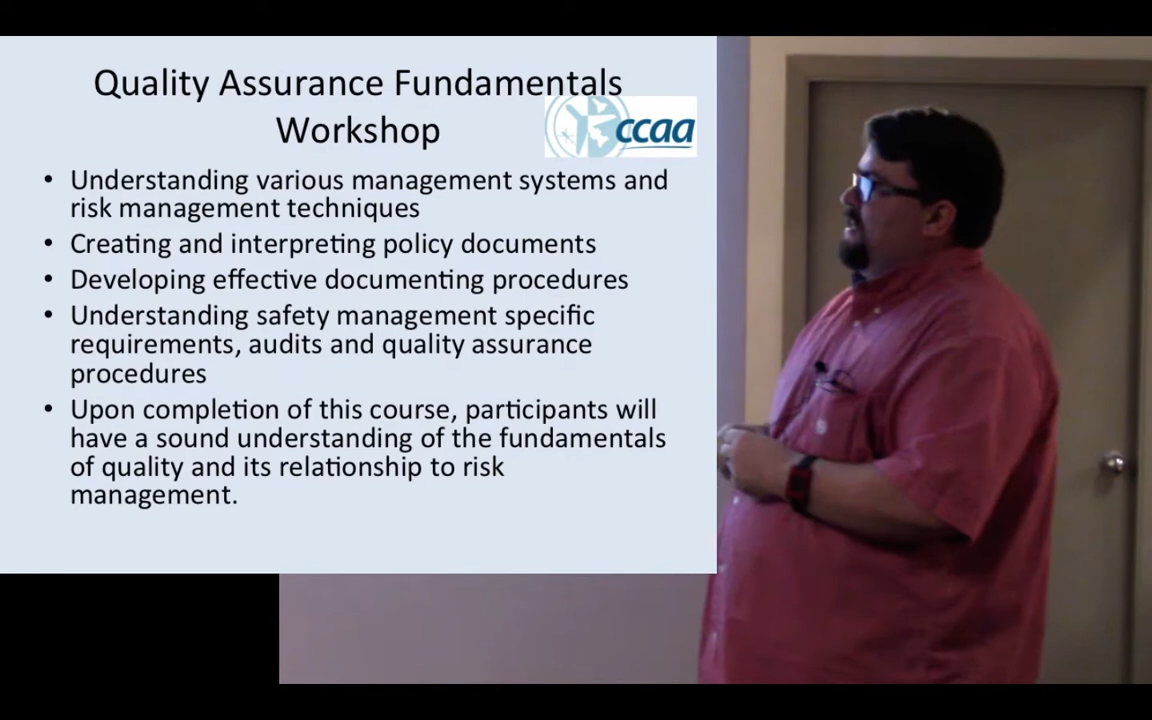 Quality Assurance Fundamentals
Workshop
ccaa
• Understanding various management systems and
risk management techniques
• Creating and interpreting policy documents
• Developing effective documenting procedures
• Understanding safety management specific
requirements, audits and quality assurance
procedures
• Upon completion of this course, participants will
have a sound understanding of the fundamentals
of quality and its relationship to risk
management.